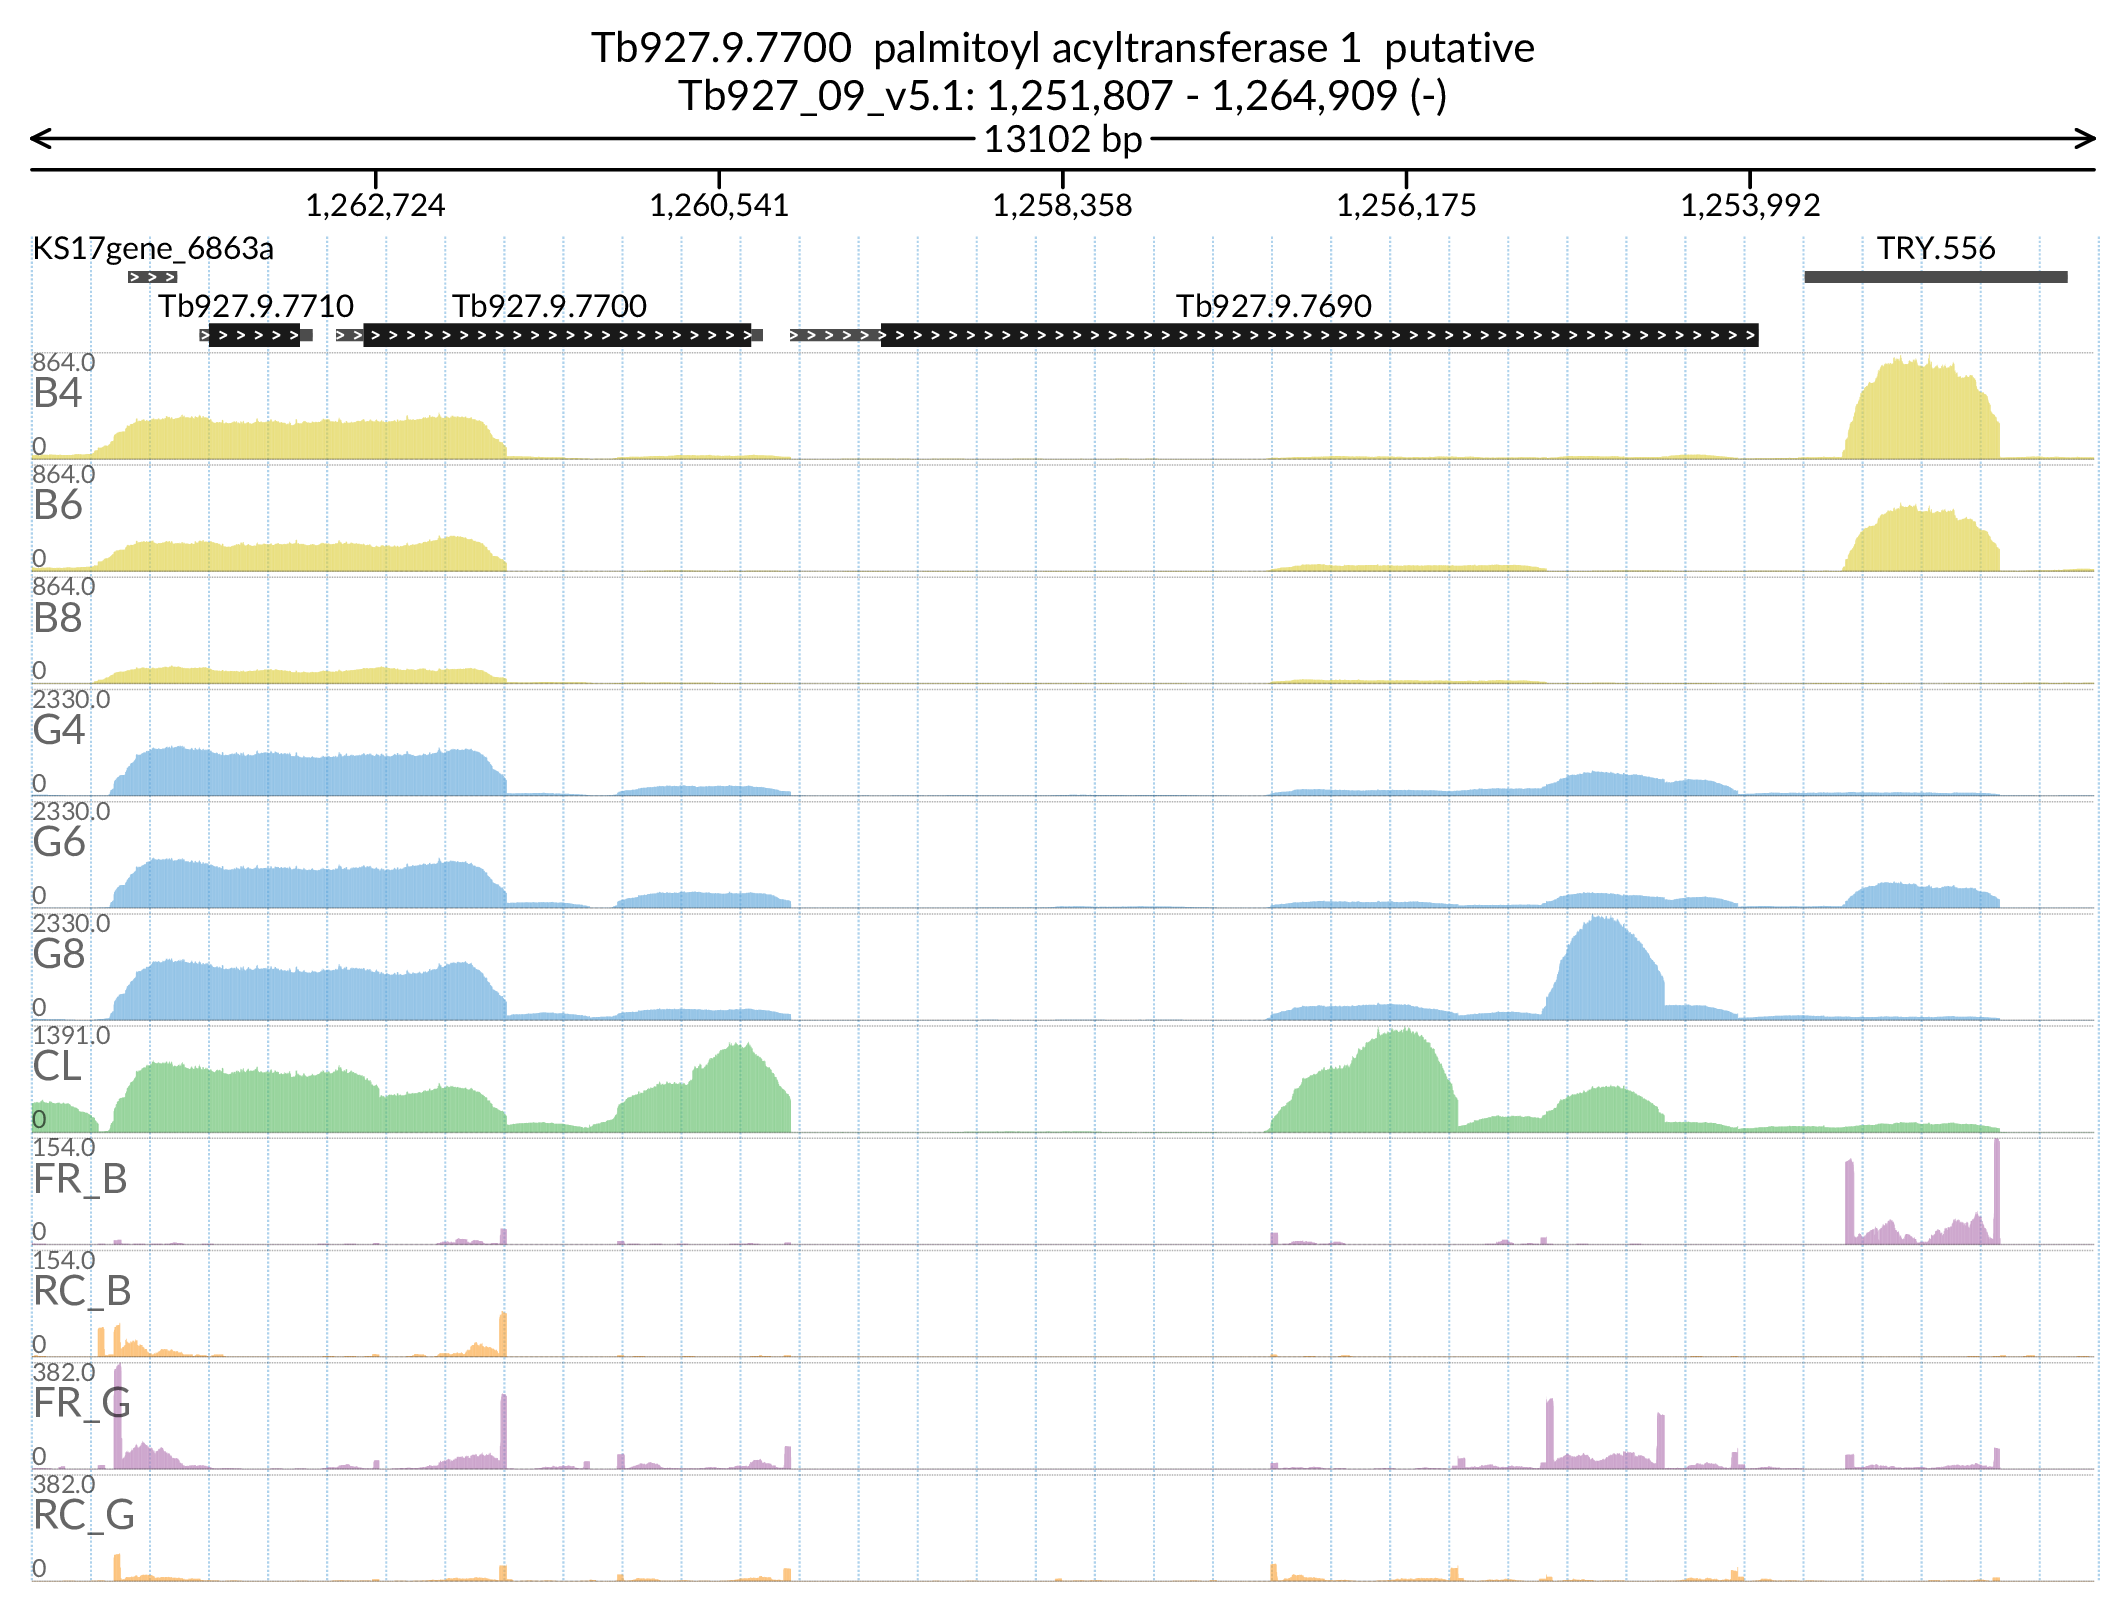 Tb927.9.7700  palmitoyl acyltransferase 1  putative
Tb927_09_v5.1: 1,251,807 - 1,264,909 (-)
13102 bp
1,262,724 1,260,541 1,258,358 1,256,175 1,253,992
KS17gene_6863a TRY.556
Tb927.9.7710 Tb927.9.7700 Tb927.9.7690
864.0
B4
0
864.0
B6
0
864.0
B8
0
2330.0
G4
0
2330.0
G6
0
2330.0
G8
0
1391.0
CL
0
154.0
FR_B
0
154.0
RC_B
0
382.0
FR_G
0
382.0
RC_G
0